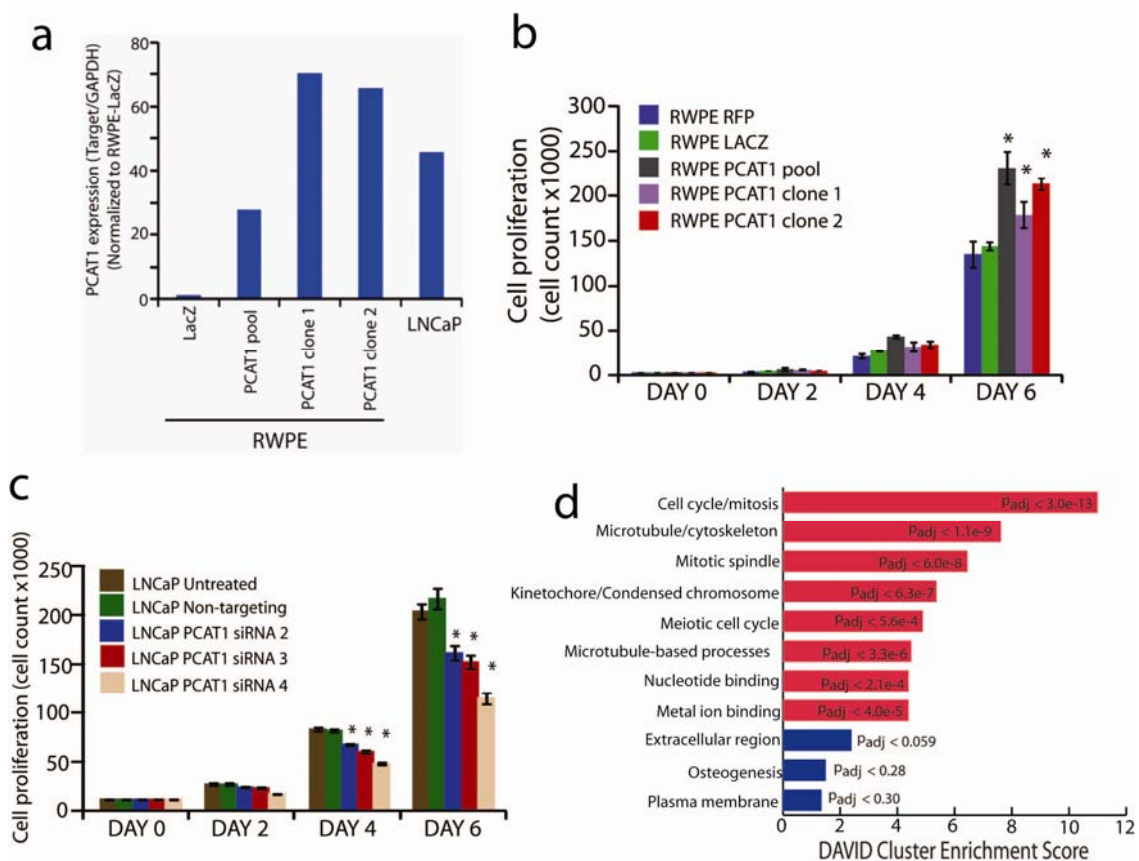 a
PCAT1 expression (Target/GAPDH)
(Normalized to RWPE-LacZ)
80
60
40
20
0
LacZ
PCAT1 pool
PCAT1 clone 1
PCAT1 clone 2
LNCaP
RWPE
b
Cell proliferation
(cell count x1000)
300
250
200
150
100
50
0
RWPE RFP
RWPE LACZ
RWPE PCAT1 pool
RWPE PCAT1 clone 1
RWPE PCAT1 clone 2
*
*
*
DAY 0
DAY 2
DAY 4
DAY 6
c
Cell proliferation (cell count x1000)
250
200
150
100
50
0
LNCaP Untreated
LNCaP Non-targeting
LNCaP PCAT1 siRNA 2
LNCaP PCAT1 siRNA 3
LNCaP PCAT1 siRNA 4
* * *
* *
*
DAY 0
DAY 2
DAY 4
DAY 6
d
Cell cycle/mitosis Padj < 3.0e-13
Microtubule/cytoskeleton Padj < 1.1e-9
Mitotic spindle Padj < 6.0e-8
Kinetochore/Condensed chromosome Padj < 6.3e-7
Meiotic cell cycle Padj < 5.6e-4
Microtubule-based processes Padj < 3.3e-6
Nucleotide binding Padj < 2.1e-4
Metal ion binding Padj < 4.0e-5
Extracellular region Padj < 0.059
Osteogenesis Padj < 0.28
Plasma membrane Padj < 0.30
0 2 4 6 8 10 12
DAVID Cluster Enrichment Score